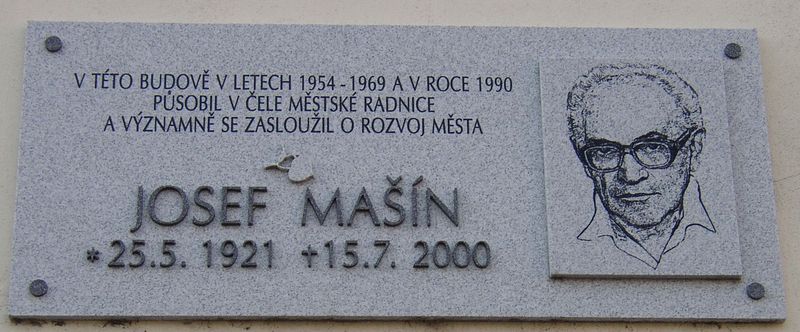 V TÉTO BUDOVĚ V LETECH 1954 - 1969 A V ROCE 1990
PŮSOBIL V ČELE MĚSTSKÉ RADNICE
A VÝZNAMNĚ SE ZASLOUŽIL O ROZVOJ MĚSTA
JOSEF MAŠÍN
* 25.5. 1921 † 15.7. 2000